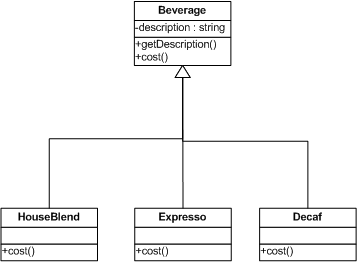 Beverage
-description : string
+getDescription()
+cost()
HouseBlend
+cost()
Expresso
+cost()
Decaf
+cost()